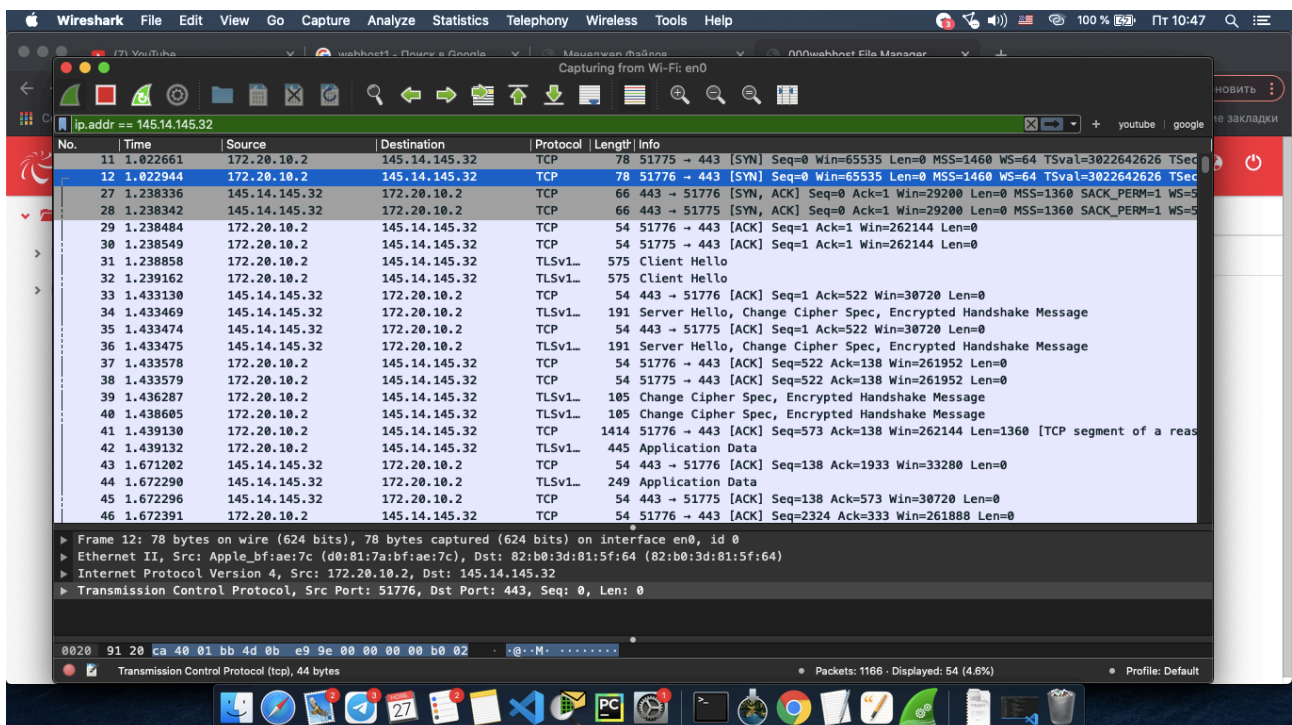 Wireshark File Edit View Go Capture Analyze Statistics Telephony Wireless Tools Help 100 % Пт 10:47
(7) YouTube webhost1 - Поиск в Google Менеджер файлов 000webhost File Manager
Capturing from Wi-Fi: en0
новить
ip.addr == 145.14.145.32 + youtube google
е закладки
No. Time Source Destination Protocol Length Info
11 1.022661 172.20.10.2 145.14.145.32 TCP 78 51775 → 443 [SYN] Seq=0 Win=65535 Len=0 MSS=1460 WS=64 TSval=3022642626 TSec
12 1.022944 172.20.10.2 145.14.145.32 TCP 78 51776 → 443 [SYN] Seq=0 Win=65535 Len=0 MSS=1460 WS=64 TSval=3022642626 TSec
27 1.238336 145.14.145.32 172.20.10.2 TCP 66 443 → 51776 [SYN, ACK] Seq=0 Ack=1 Win=29200 Len=0 MSS=1360 SACK_PERM=1 WS=5
28 1.238342 145.14.145.32 172.20.10.2 TCP 66 443 → 51775 [SYN, ACK] Seq=0 Ack=1 Win=29200 Len=0 MSS=1360 SACK_PERM=1 WS=5
29 1.238484 172.20.10.2 145.14.145.32 TCP 54 51776 → 443 [ACK] Seq=1 Ack=1 Win=262144 Len=0
30 1.238549 172.20.10.2 145.14.145.32 TCP 54 51775 → 443 [ACK] Seq=1 Ack=1 Win=262144 Len=0
31 1.238858 172.20.10.2 145.14.145.32 TLSv1… 575 Client Hello
32 1.239162 172.20.10.2 145.14.145.32 TLSv1… 575 Client Hello
33 1.433130 145.14.145.32 172.20.10.2 TCP 54 443 → 51776 [ACK] Seq=1 Ack=522 Win=30720 Len=0
34 1.433469 145.14.145.32 172.20.10.2 TLSv1… 191 Server Hello, Change Cipher Spec, Encrypted Handshake Message
35 1.433474 145.14.145.32 172.20.10.2 TCP 54 443 → 51775 [ACK] Seq=1 Ack=522 Win=30720 Len=0
36 1.433475 145.14.145.32 172.20.10.2 TLSv1… 191 Server Hello, Change Cipher Spec, Encrypted Handshake Message
37 1.433578 172.20.10.2 145.14.145.32 TCP 54 51776 → 443 [ACK] Seq=522 Ack=138 Win=261952 Len=0
38 1.433579 172.20.10.2 145.14.145.32 TCP 54 51775 → 443 [ACK] Seq=522 Ack=138 Win=261952 Len=0
39 1.436287 172.20.10.2 145.14.145.32 TLSv1… 105 Change Cipher Spec, Encrypted Handshake Message
40 1.438605 172.20.10.2 145.14.145.32 TLSv1… 105 Change Cipher Spec, Encrypted Handshake Message
41 1.439130 172.20.10.2 145.14.145.32 TCP 1414 51776 → 443 [ACK] Seq=573 Ack=138 Win=262144 Len=1360 [TCP segment of a reas
42 1.439132 172.20.10.2 145.14.145.32 TLSv1… 445 Application Data
43 1.671202 145.14.145.32 172.20.10.2 TCP 54 443 → 51776 [ACK] Seq=138 Ack=1933 Win=33280 Len=0
44 1.672290 145.14.145.32 172.20.10.2 TLSv1… 249 Application Data
45 1.672296 145.14.145.32 172.20.10.2 TCP 54 443 → 51775 [ACK] Seq=138 Ack=573 Win=30720 Len=0
46 1.672391 172.20.10.2 145.14.145.32 TCP 54 51776 → 443 [ACK] Seq=2324 Ack=333 Win=261888 Len=0
Frame 12: 78 bytes on wire (624 bits), 78 bytes captured (624 bits) on interface en0, id 0
Ethernet II, Src: Apple_bf:ae:7c (d0:81:7a:bf:ae:7c), Dst: 82:b0:3d:81:5f:64 (82:b0:3d:81:5f:64)
Internet Protocol Version 4, Src: 172.20.10.2, Dst: 145.14.145.32
Transmission Control Protocol, Src Port: 51776, Dst Port: 443, Seq: 0, Len: 0
0020 91 20 ca 40 01 bb 4d 0b e9 9e 00 00 00 00 b0 02 · ·@··M· ········
Transmission Control Protocol (tcp), 44 bytes Packets: 1166 · Displayed: 54 (4.6%) Profile: Default
2 3 НОЯБ. 27 2 PC 1